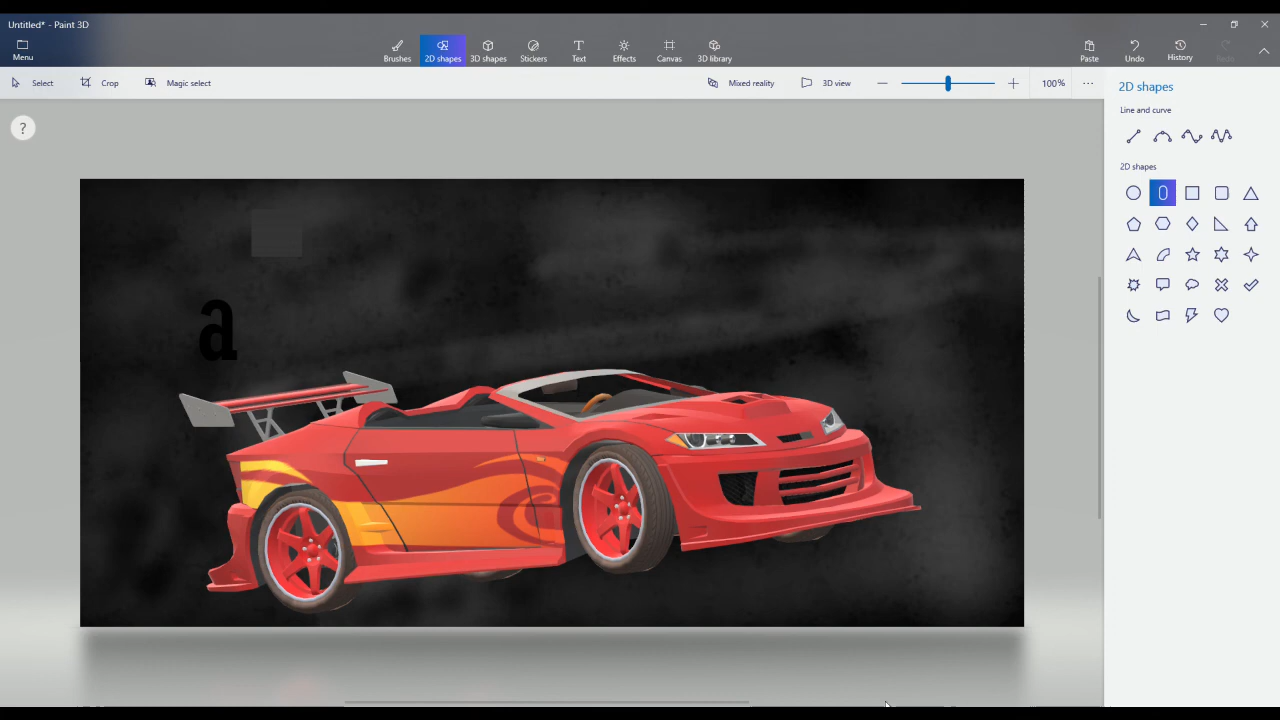 Untitled* - Paint 3D
Menu
Brushes
2D shapes
3D shapes
Stickers
Text
Effects
Canvas
3D library
Paste
Undo
History
Redo
Select
Crop
Magic select
Mixed reality
3D view
100%
2D shapes
Line and curve
2D shapes
?
a